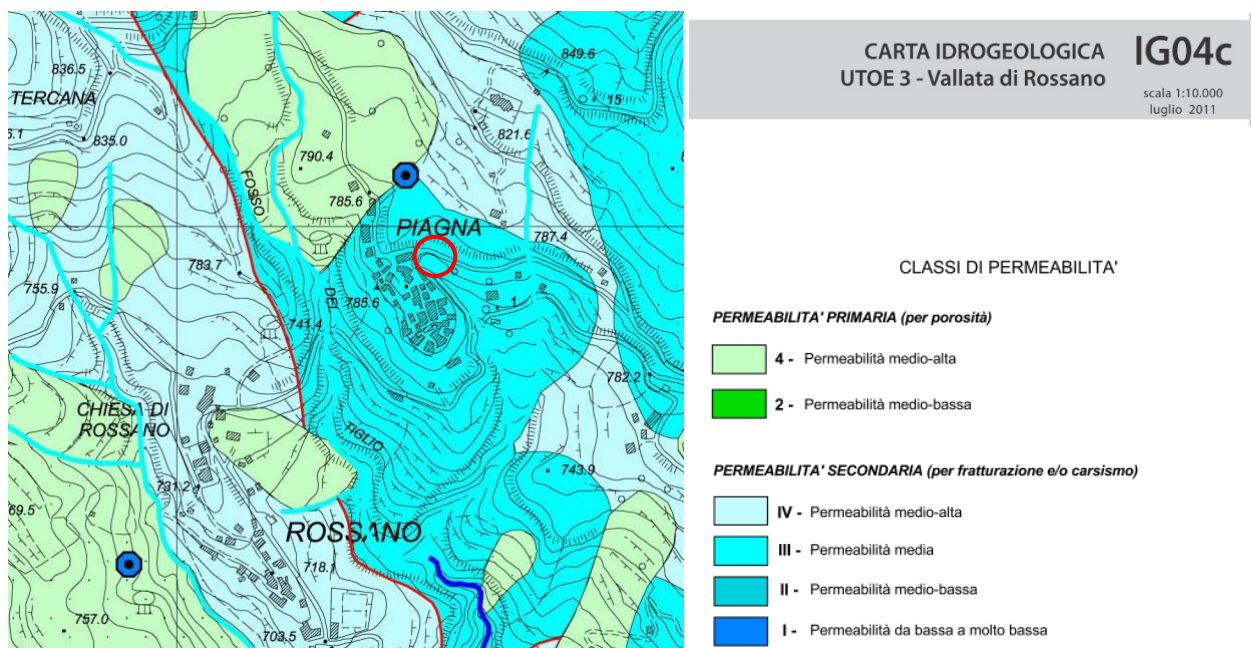 836.5
TERCANA
6.1
835.0
849.6
15
821.6
790.4
FOSSO
785.6
PIAGNA
787.4
783.7
755.9
DEL
785.6
1
741.4
782.2
CHIESA DI
ROSSANO
TIGLIO
743.9
731.2
69.5
ROSSANO
718.1
757.0
703.5
CARTA IDROGEOLOGICA
UTOE 3 - Vallata di Rossano
IG04c
scala 1:10.000
luglio 2011
CLASSI DI PERMEABILITA'
PERMEABILITA' PRIMARIA (per porosità)
4 - Permeabilità medio-alta
2 - Permeabilità medio-bassa
PERMEABILITA' SECONDARIA (per fratturazione e/o carsismo)
IV - Permeabilità medio-alta
III - Permeabilità media
II - Permeabilità medio-bassa
I - Permeabilità da bassa a molto bassa